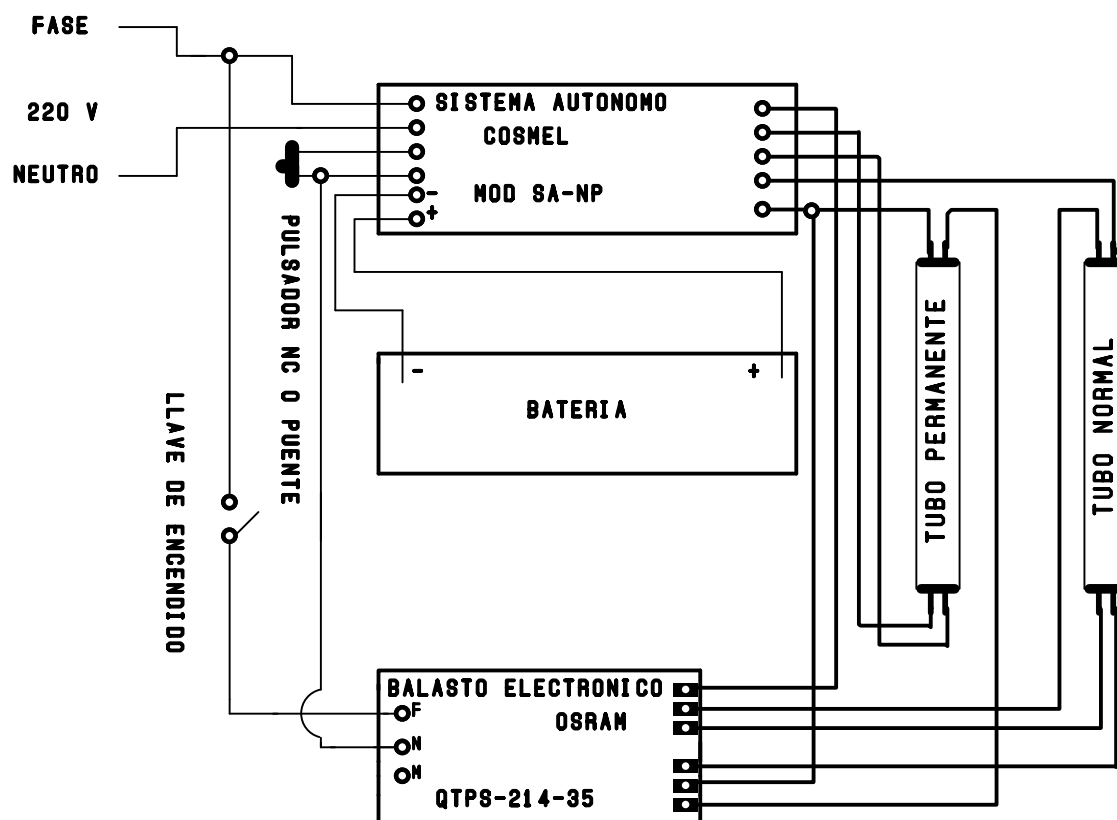 FASE
220 V
NEUTRO
SISTEMA AUTONOMO
COSMEL
MOD SA-NP
-
+
PULSADOR NC O PUENTE
LLAVE DE ENCENDIDO
- +
BATERIA
TUBO PERMANENTE
TUBO NORMAL
BALASTO ELECTRONICO
F
OSRAM
N
M
QTPS-214-35